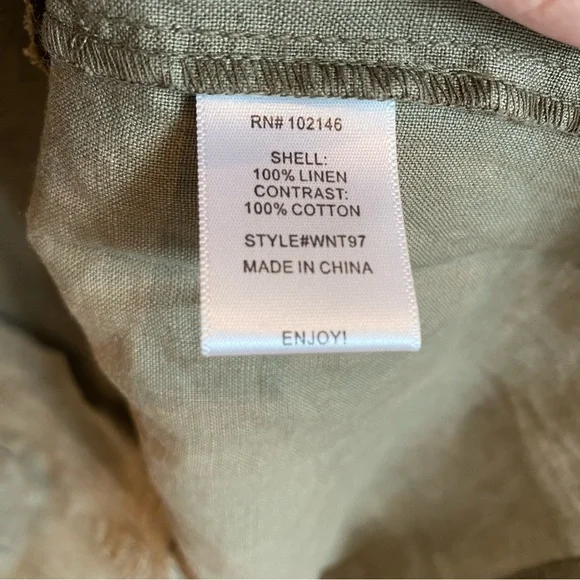 RN# 102146
SHELL:
100% LINEN
CONTRAST:
100% COTTON
STYLE#WNT97
MADE IN CHINA
ENJOY!